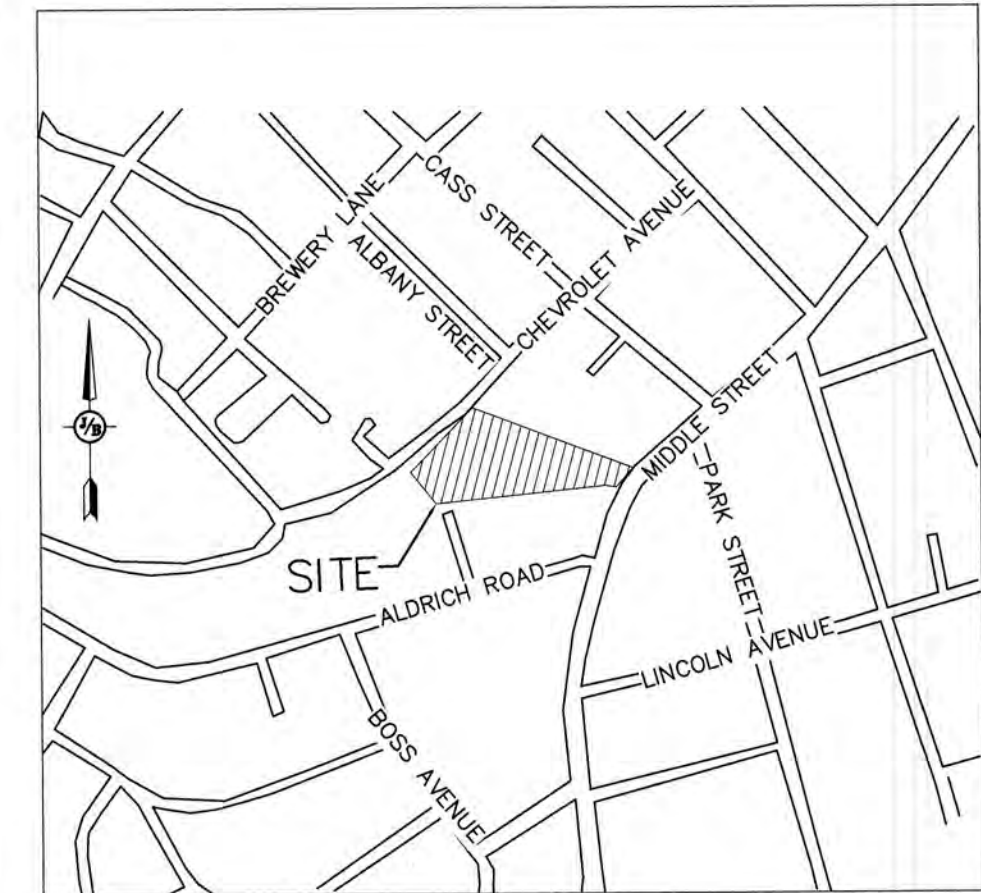 CASS STREET
BREWERY LANE
ALBANY STREET
CHEVROLET AVENUE
J/B
MIDDLE STREET
PARK STREET
SITE
ALDRICH ROAD
LINCOLN AVENUE
BOSS AVENUE